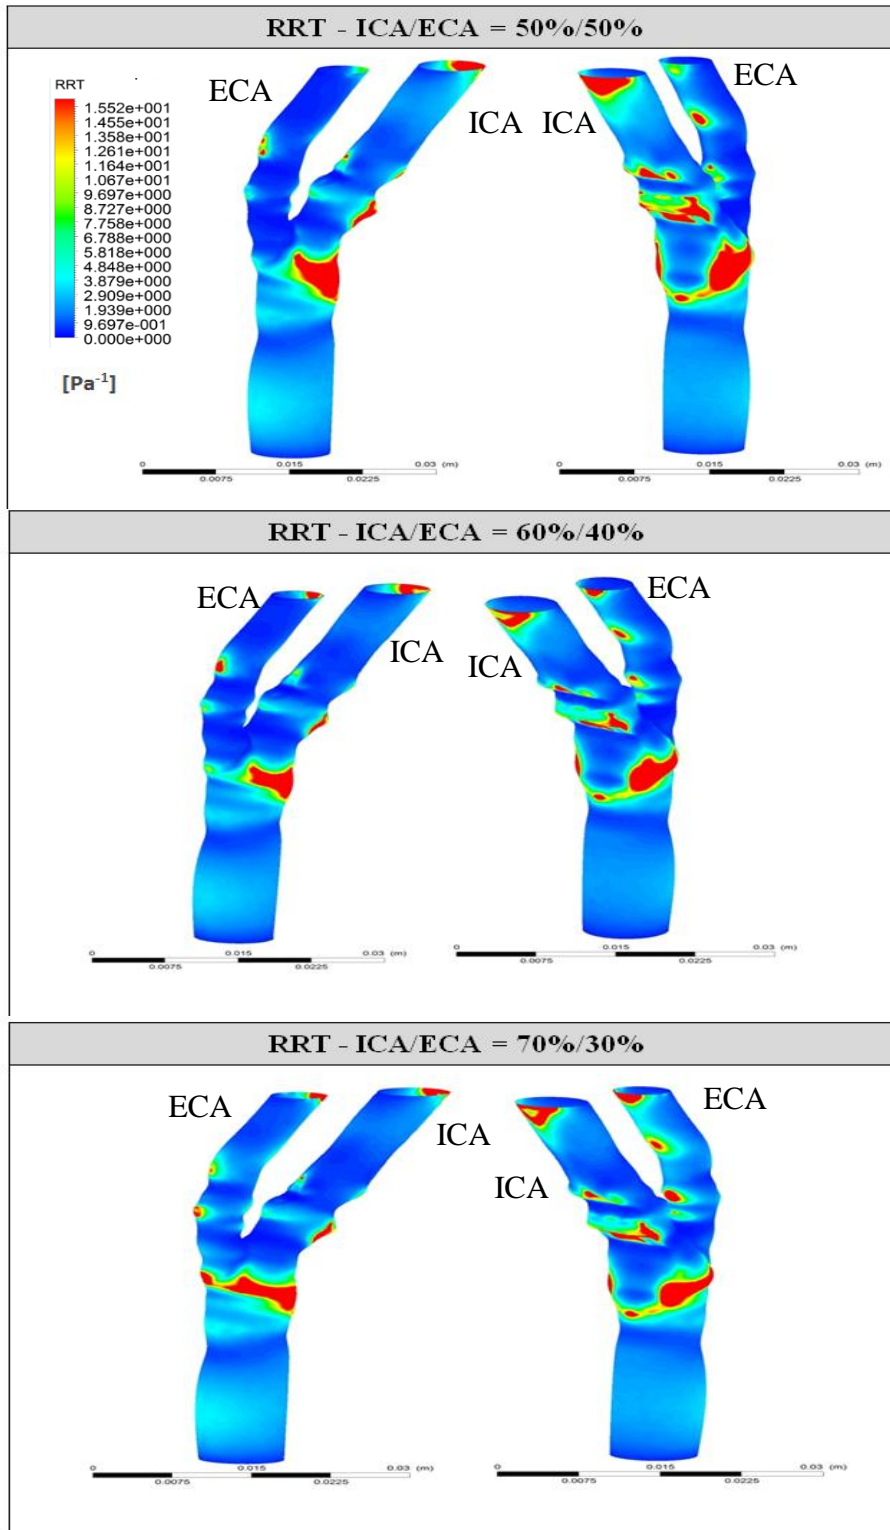 RRT - ICA/ECA = 50%/50%
RRT
1.552e+001
1.455e+001
1.358e+001
1.261e+001
1.164e+001
1.067e+001
9.697e+000
8.727e+000
7.758e+000
6.788e+000
5.818e+000
4.848e+000
3.879e+000
2.909e+000
1.939e+000
9.697e-001
0.000e+000
[Pa-1]
ECA
ICA
ICA
ECA
0 0.015 0.03 (m)
0.0075 0.0225
0 0.015 0.03 (m)
0.0075 0.0225
RRT - ICA/ECA = 60%/40%
ECA
ICA
ICA
ECA
0 0.015 0.03 (m)
0.0075 0.0225
0 0.015 0.03 (m)
0.0075 0.0225
RRT - ICA/ECA = 70%/30%
ECA
ICA
ICA
ECA
0 0.015 0.03 (m)
0.0075 0.0225
0 0.015 0.03 (m)
0.0075 0.0225